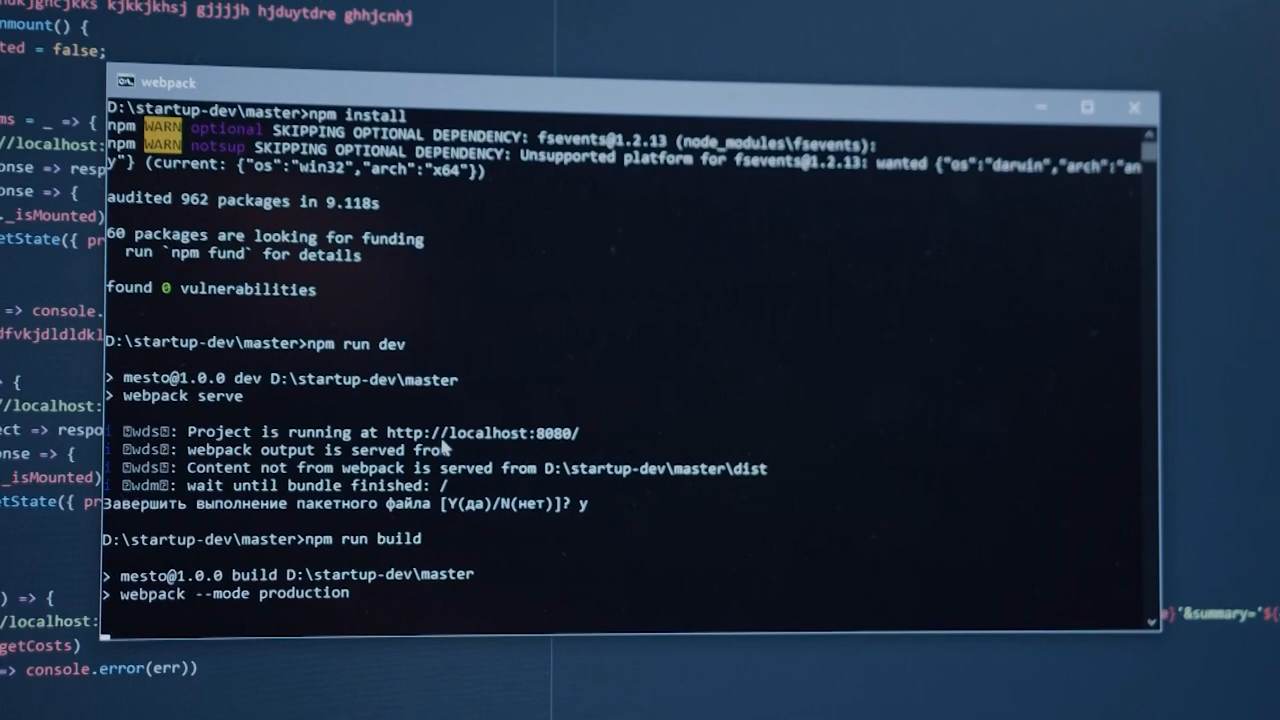 kjkkjkhsj gjjjjh hjduytdre ghhjcnhj
nmount() {
ted = false;
ms = _ => {
//localhost:
onse => resp
onse => {
._isMounted)
etState({ pr
=> console.
dfvkjdldldkl
=> {
//localhost:
ect => respo
onse => {
_isMounted)
etState({ pr
) => {
/localhost:
getCosts)
=> console.error(err))
webpack
D:\startup-dev\master>npm install
npm WARN optional SKIPPING OPTIONAL DEPENDENCY: fsevents@1.2.13 (node_modules\fsevents):
npm WARN notsup SKIPPING OPTIONAL DEPENDENCY: Unsupported platform for fsevents@1.2.13: wanted {"os":"darwin","arch":"an
y"} (current: {"os":"win32","arch":"x64"})
audited 962 packages in 9.118s
60 packages are looking for funding
run `npm fund` for details
found 0 vulnerabilities
D:\startup-dev\master>npm run dev
> mesto@1.0.0 dev D:\startup-dev\master
> webpack serve
i ⍰wds⍰: Project is running at http://localhost:8080/
i ⍰wds⍰: webpack output is served from
i ⍰wds⍰: Content not from webpack is served from D:\startup-dev\master\dist
i ⍰wdm⍰: wait until bundle finished: /
Завершить выполнение пакетного файла [Y(да)/N(нет)]? y
D:\startup-dev\master>npm run build
> mesto@1.0.0 build D:\startup-dev\master
> webpack --mode production
}'&summary='${